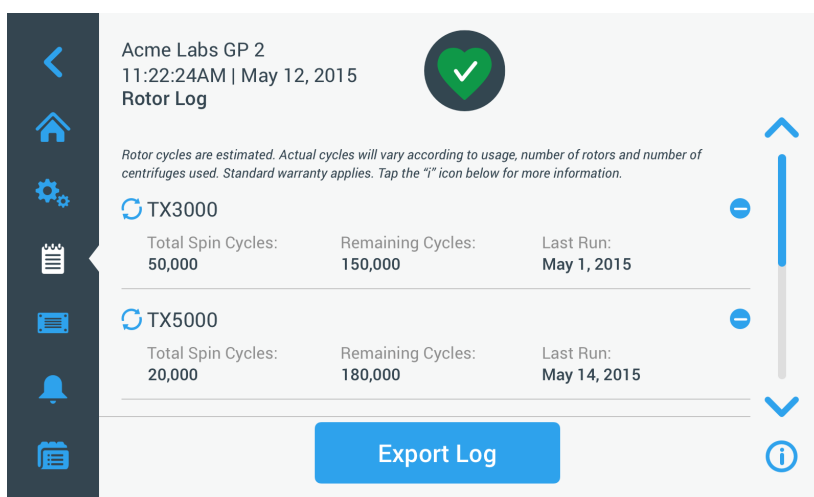 Acme Labs GP 2
11:22:24AM | May 12, 2015
Rotor Log
Rotor cycles are estimated. Actual cycles will vary according to usage, number of rotors and number of
centrifuges used. Standard warranty applies. Tap the “i” icon below for more information.
TX3000
Total Spin Cycles: Remaining Cycles: Last Run:
50,000 150,000 May 1, 2015
TX5000
Total Spin Cycles: Remaining Cycles: Last Run:
20,000 180,000 May 14, 2015
Export Log